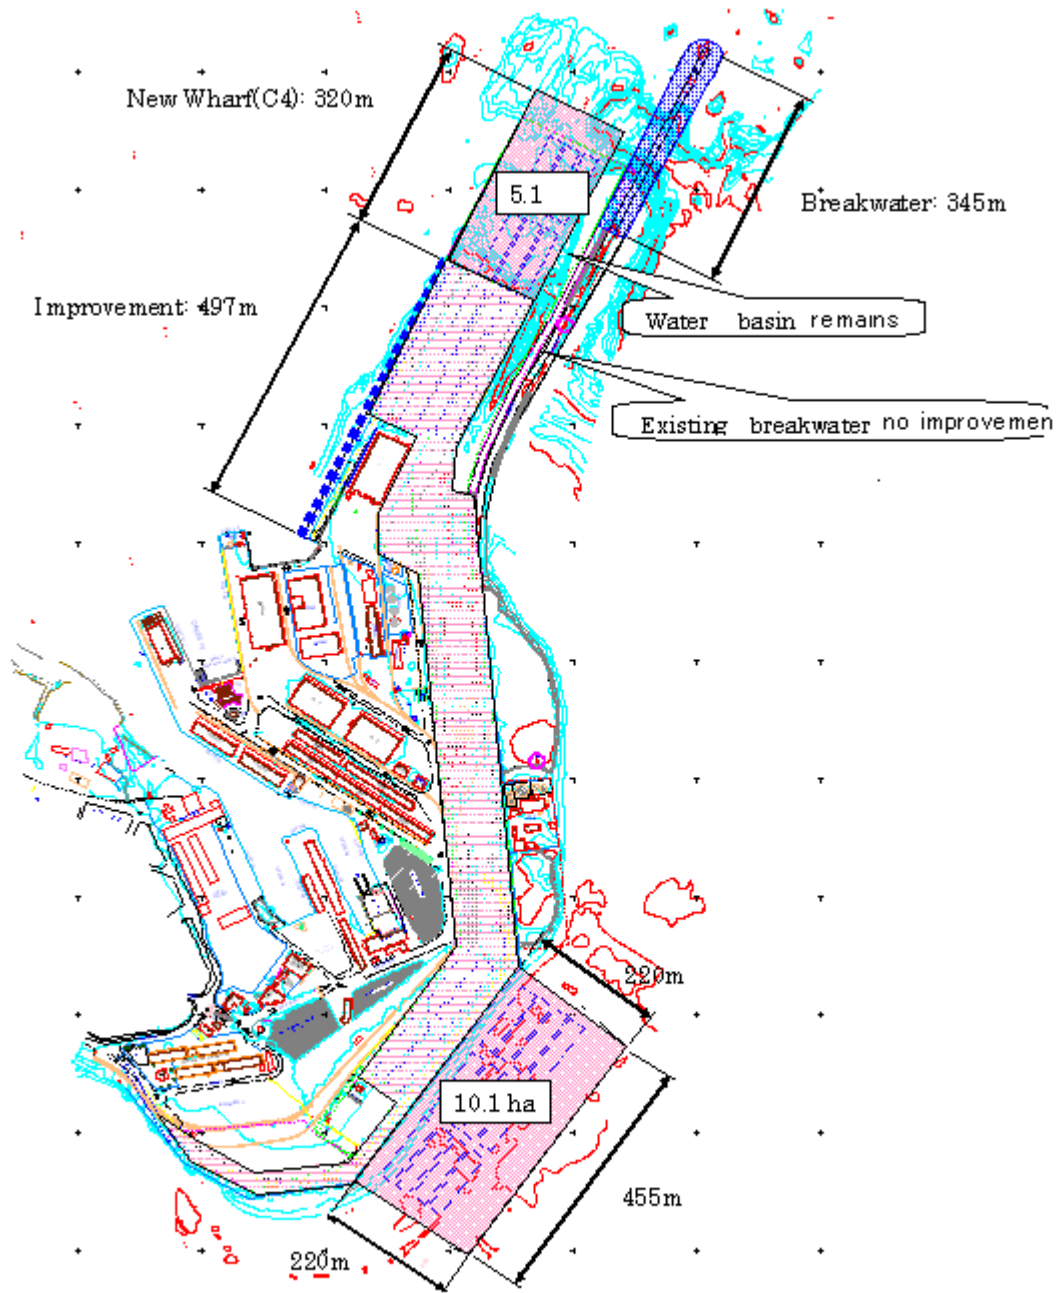 New Wharf(C4): 320m
5.1
Breakwater: 345m
Improvement: 497m
Water basin remains
Existing breakwater no improvemen
220m
10.1 ha
455m
220m